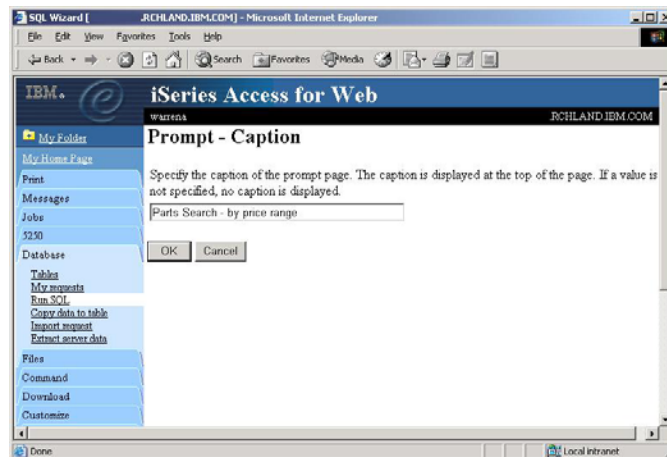 SQL Wizard [ .RCHLAND.IBM.COM] - Microsoft Internet Explorer
File Edit View Favorites Tools Help
Back Search Favorites Media
IBM. e iSeries Access for Web
warrena RCHLAND.IBM.COM
My Folder
My Home Page
Print
Messages
Jobs
5250
Database
Tables
My requests
Run SQL
Copy data to table
Import request
Extract server data
Files
Command
Download
Customize
Prompt - Caption
Specify the caption of the prompt page. The caption is displayed at the top of the page. If a value is
not specified, no caption is displayed.
Parts Search - by price range
OK Cancel
Done Local intranet